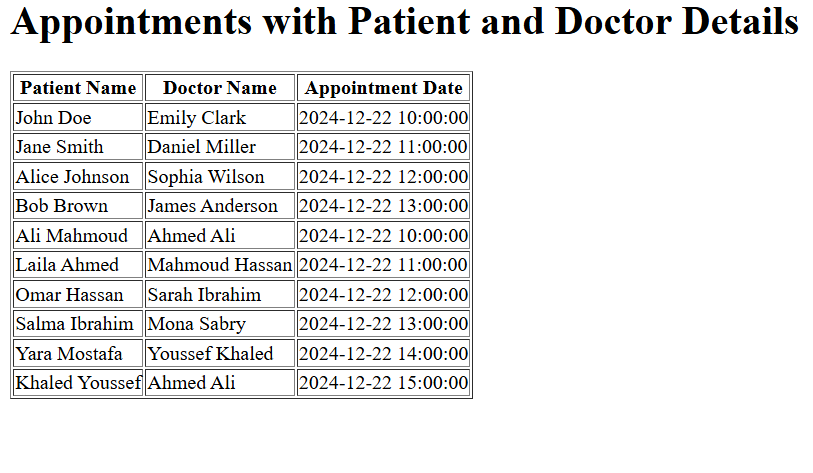 Appointments with Patient and Doctor Details
Patient Name Doctor Name Appointment Date
John Doe Emily Clark 2024-12-22 10:00:00
Jane Smith Daniel Miller 2024-12-22 11:00:00
Alice Johnson Sophia Wilson 2024-12-22 12:00:00
Bob Brown James Anderson 2024-12-22 13:00:00
Ali Mahmoud Ahmed Ali 2024-12-22 10:00:00
Laila Ahmed Mahmoud Hassan 2024-12-22 11:00:00
Omar Hassan Sarah Ibrahim 2024-12-22 12:00:00
Salma Ibrahim Mona Sabry 2024-12-22 13:00:00
Yara Mostafa Youssef Khaled 2024-12-22 14:00:00
Khaled Youssef Ahmed Ali 2024-12-22 15:00:00